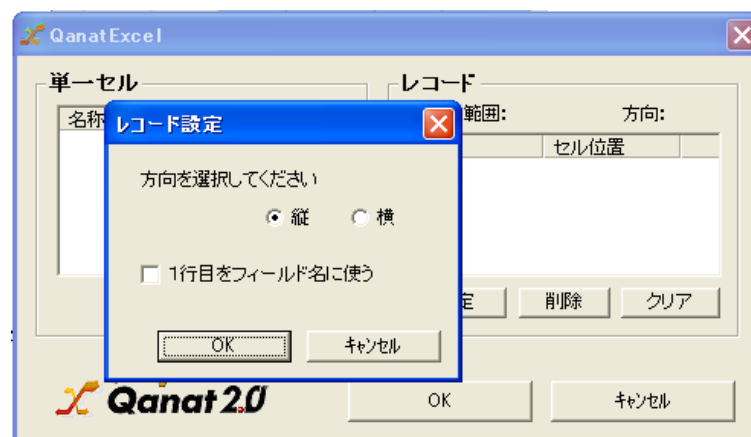 QanatExcel
単一セル
レコード
名称
範囲:
方向:
セル位置
レコード設定
方向を選択してください
縦
横
1行目をフィールド名に使う
OK
キャンセル
定
削除
クリア
Qanat 2.0
OK
キャンセル